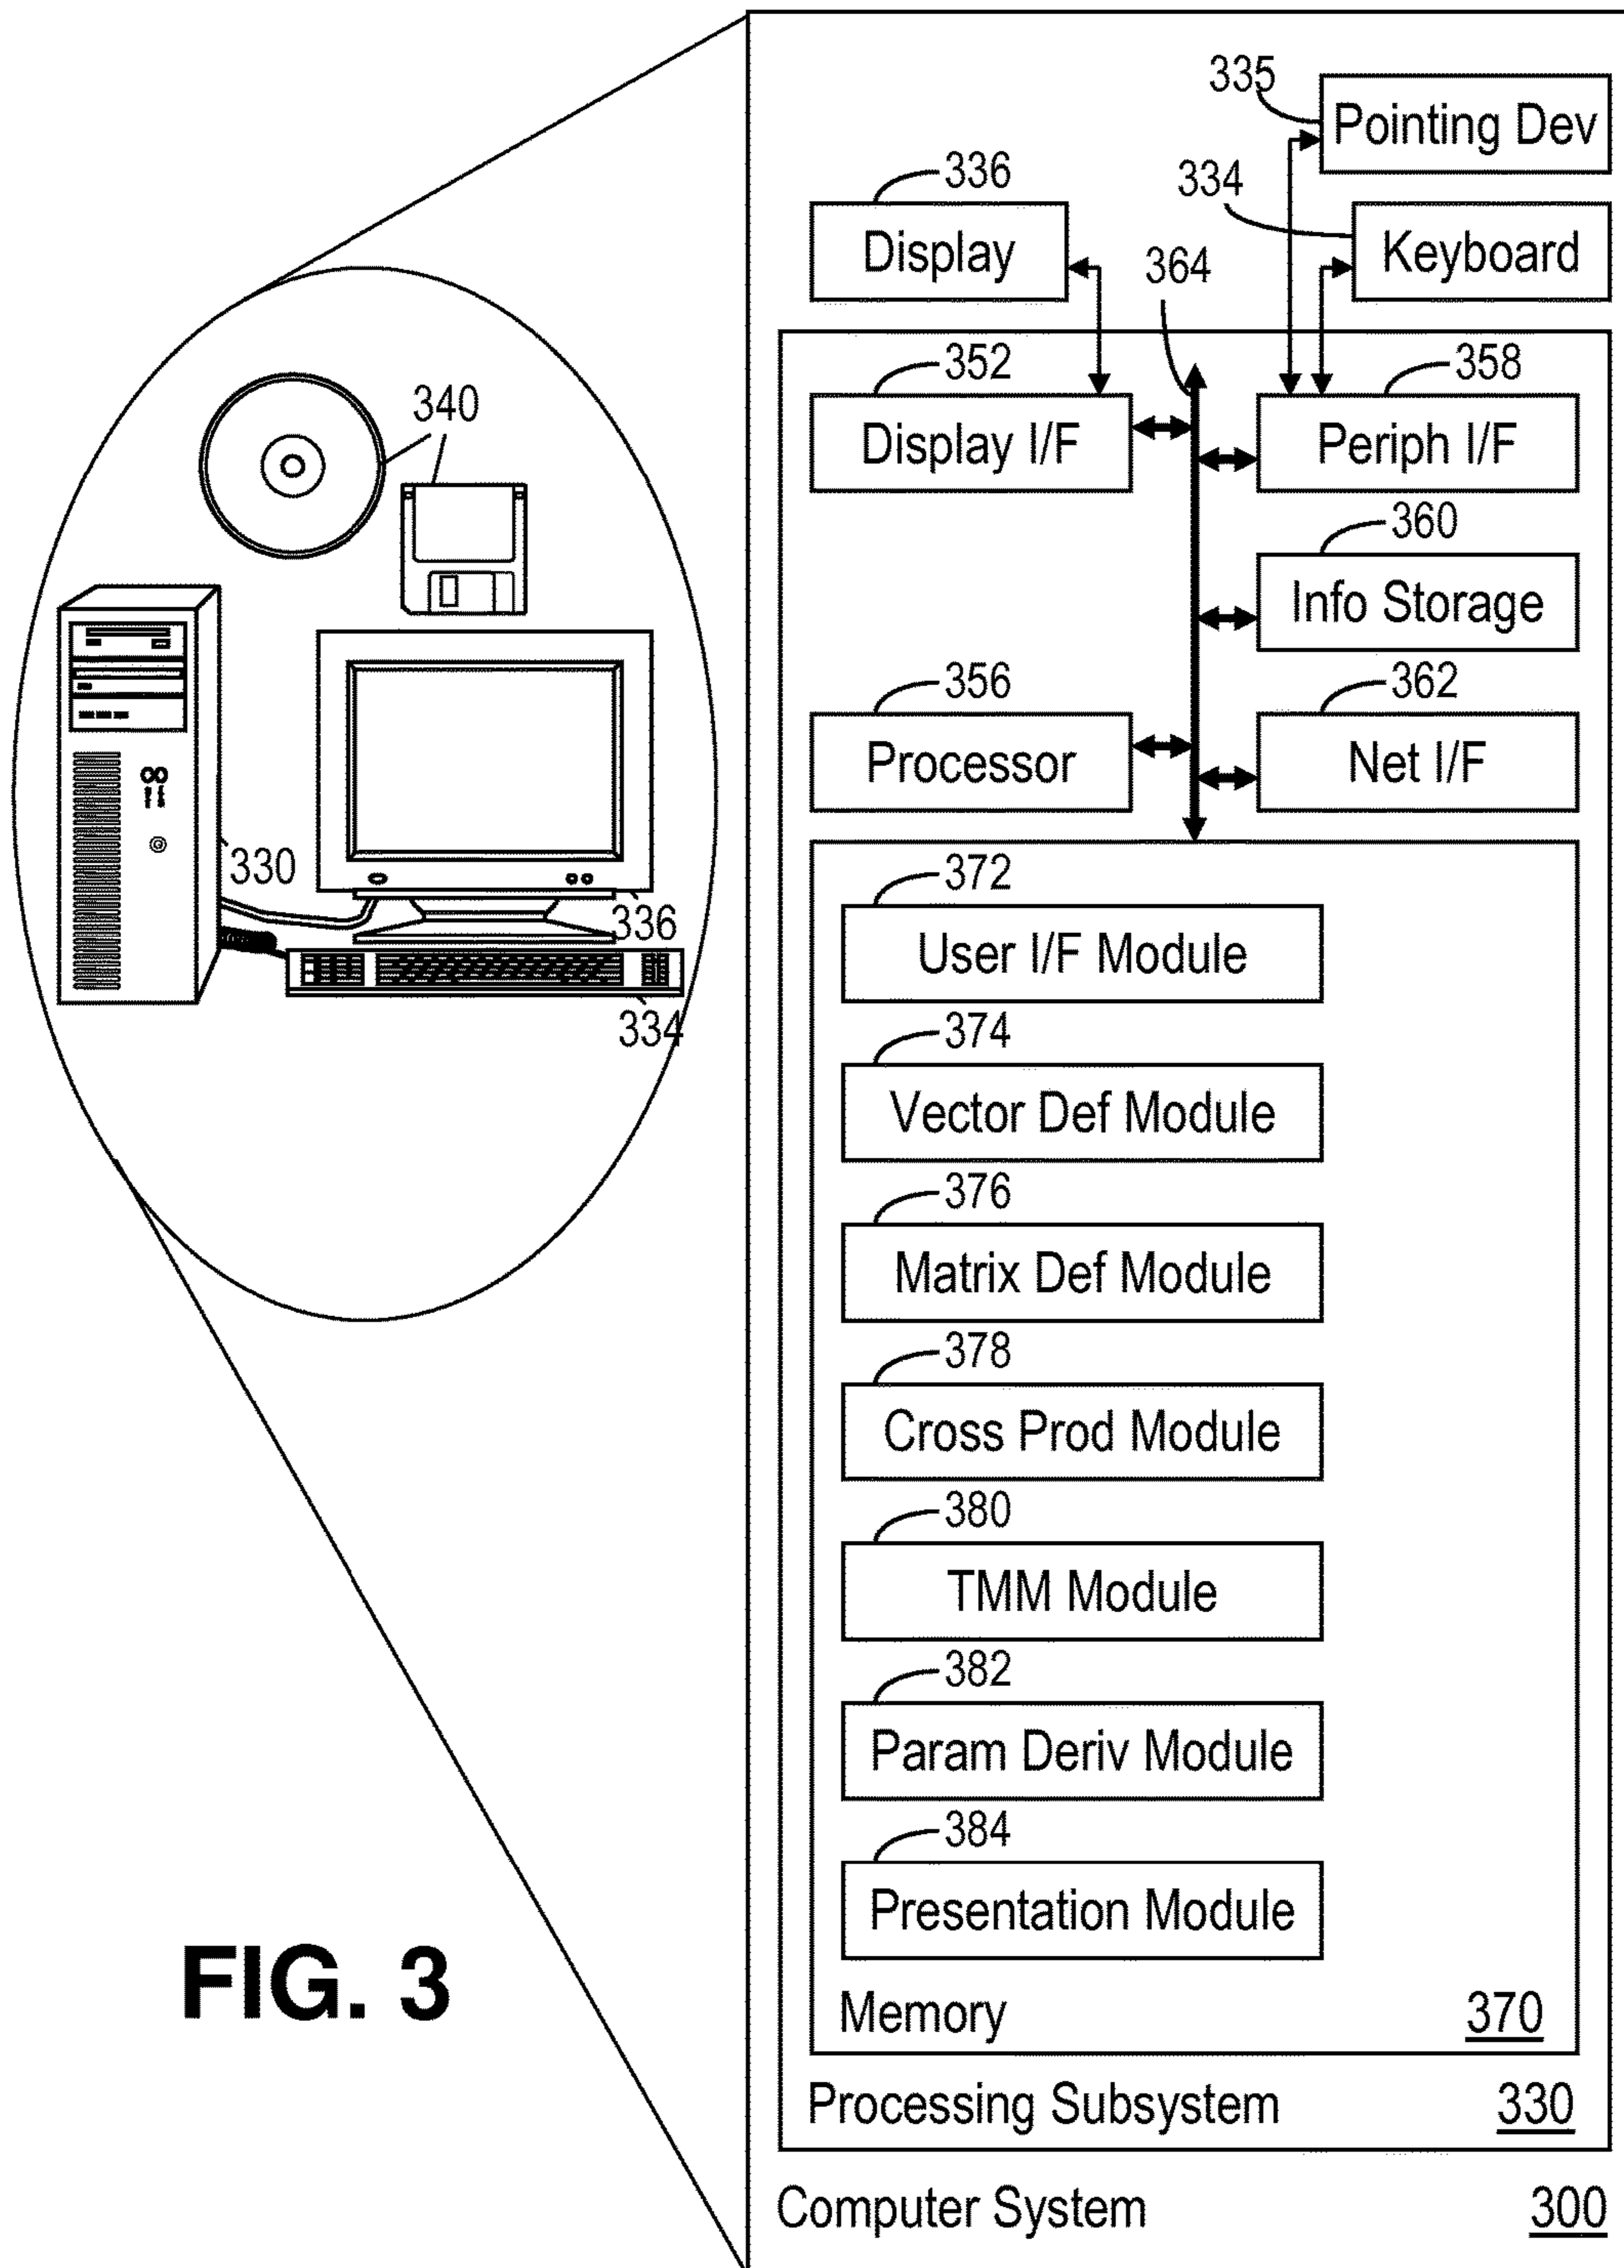 335
Pointing Dev
336
334
Display
364
Keyboard
352
358
340
Display I/F
Periph I/F
360
Info Storage
356
362
Processor
Net I/F
330
372
336
User I/F Module
334
374
Vector Def Module
376
Matrix Def Module
378
Cross Prod Module
380
TMM Module
382
Param Deriv Module
384
Presentation Module
FIG. 3
Memory 370
Processing Subsystem 330
Computer System 300